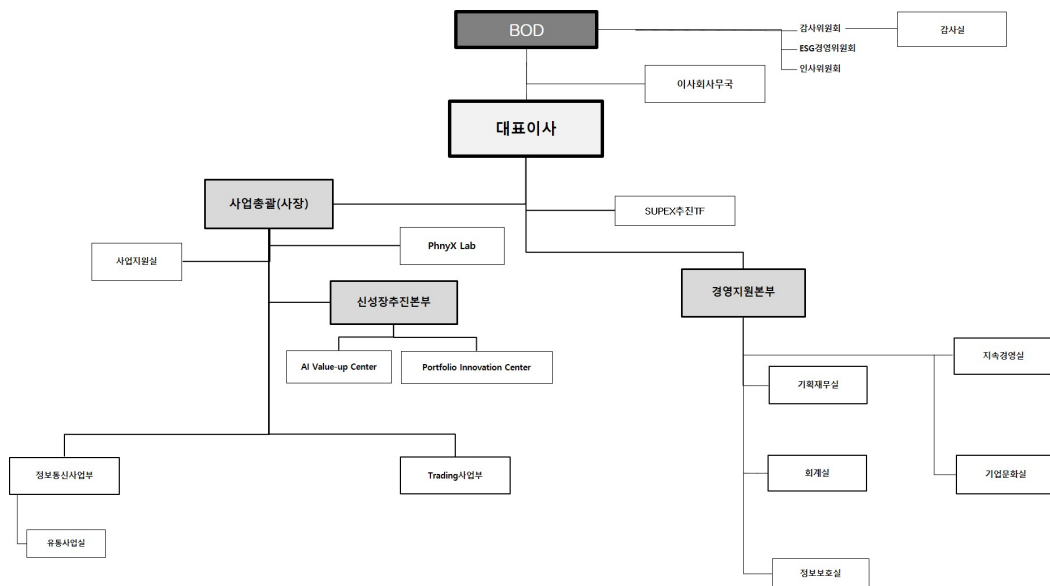 BOD
감사위원회
감사실
ESG경영위원회
인사위원회
이사회사무국
대표이사
사업총괄(사장)
SUPEX추진TF
PhnyX Lab
사업지원실
신성장추진본부
경영지원본부
AI Value-up Center
Portfolio Innovation Center
지속경영실
기획재무실
정보통신사업부
Trading사업부
회계실
기업문화실
유통사업실
정보보호실